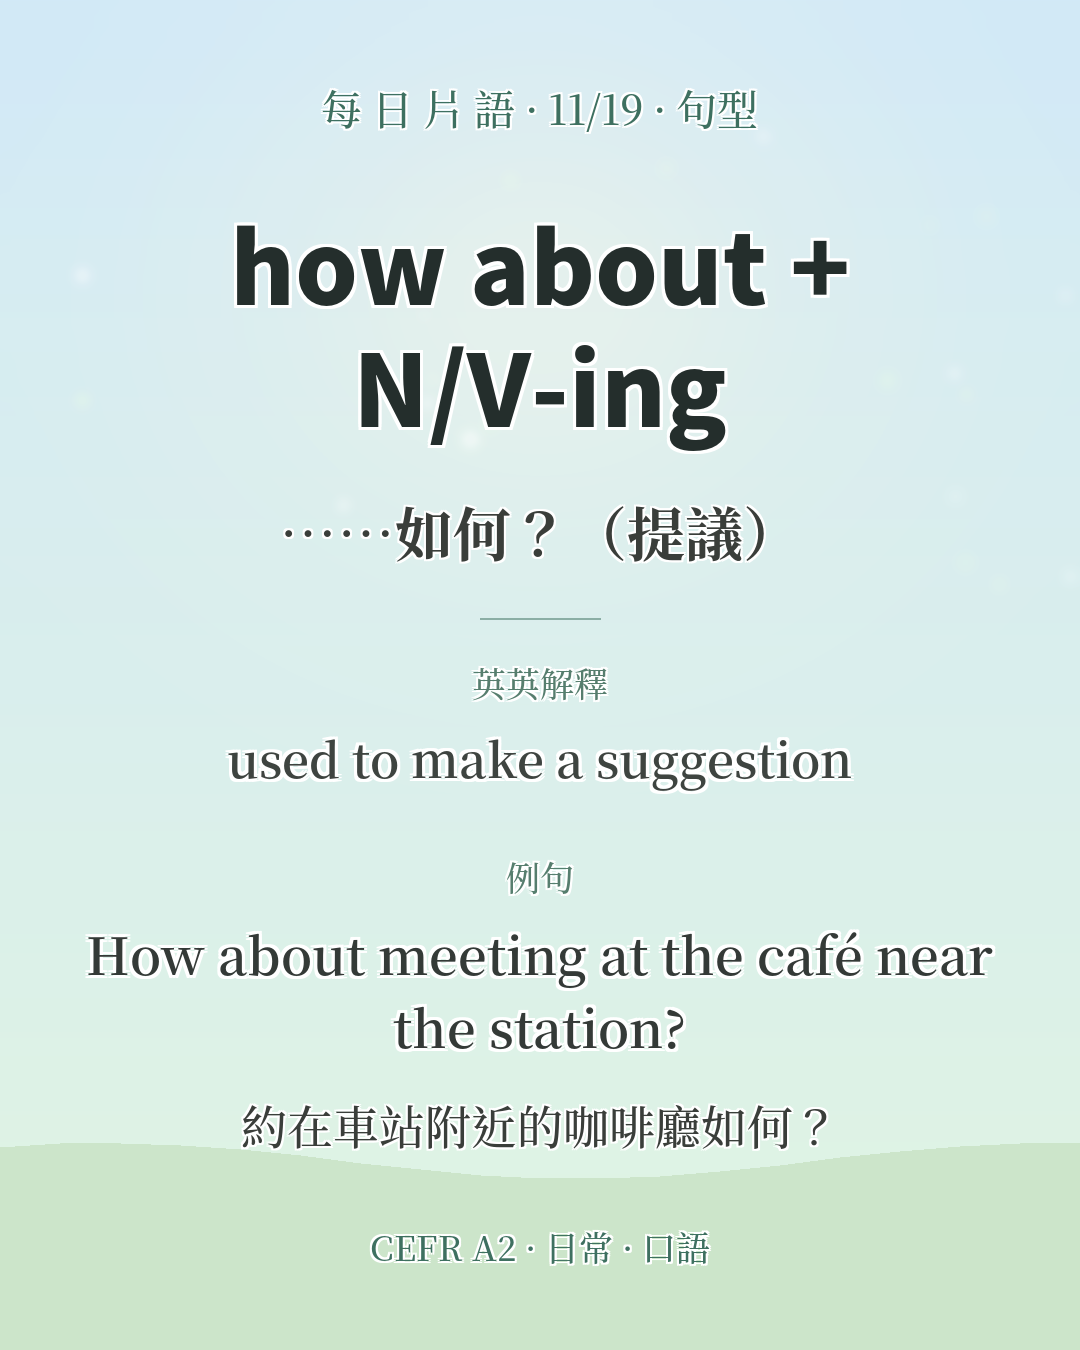 每日片語 · 11/19 · 句型
how about +
N/V-ing
……如何？（提議）
英英解釋
used to make a suggestion
例句
How about meeting at the café near
the station?
約在車站附近的咖啡廳如何？
CEFR A2 · 日常 · 口語